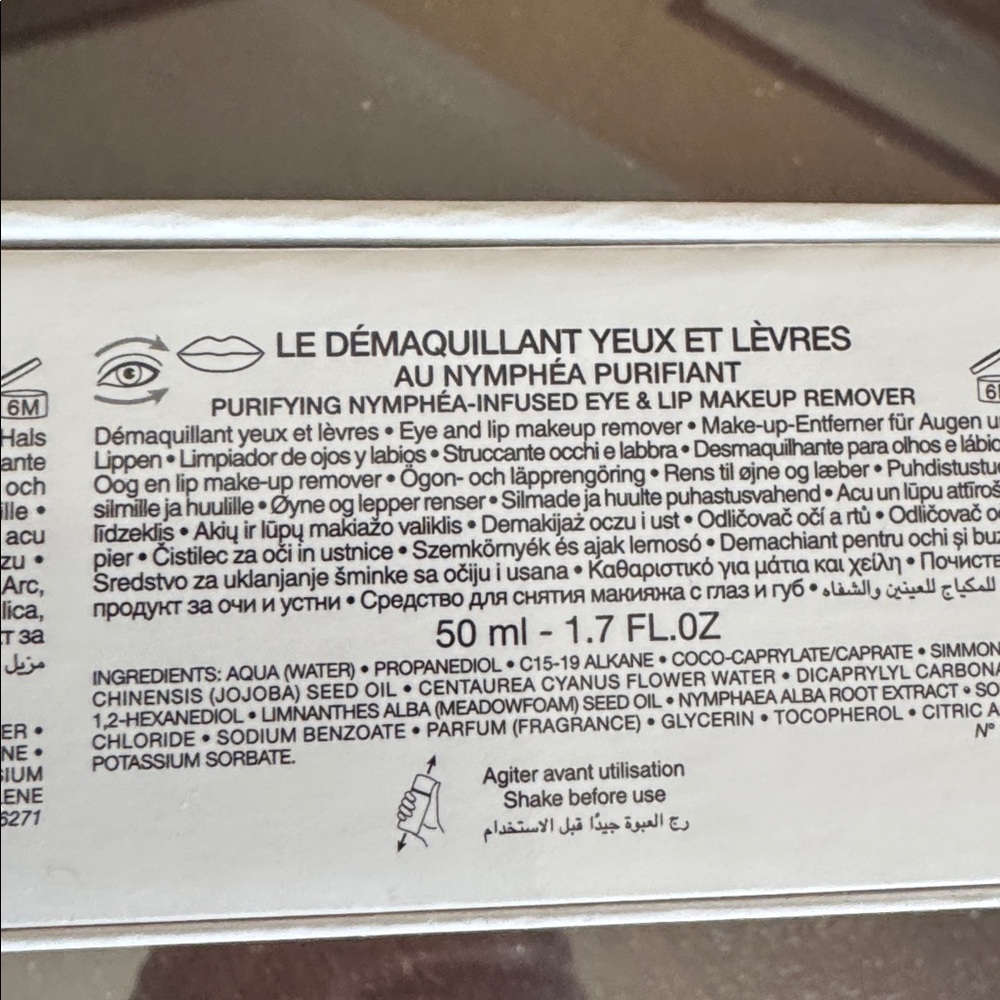 LE DÉMAQUILLANT YEUX ET LÈVRES
AU NYMPHÉA PURIFIANT
PURIFYING NYMPHÉA-INFUSED EYE & LIP MAKEUP REMOVER
Démaquillant yeux et lèvres • Eye and lip makeup remover • Make-up-Entferner für Augen
Lippen • Limpiador de ojos y labios • Struccante occhi e labbra • Desmaquilhante para olhos e
Oog en lip make-up remover • Ögon- och läpprengöring • Rens til øjne og læber •
silmille ja huulille • Øyne og lepper renser • Silmade ja huulte puhastusvahend • Acu un lūpu
līdzeklis • Akių ir lūpų makiažo valiklis • Demakijaż oczu i ust • Odličovač očí a rtů • Odličovač
pier • Čistilec za oči in ustnice • Szemkörnyék és ajak lemosó • Demachiant pentru ochi și
Sredstvo za uklanjanje šminke sa očiju i usana • Καθαριστικό για μάτια και χείλη •
продукт за очи и устни • Средство для снятия макияжа с глаз и губ • المكياج للعينين والشفاه
50 ml - 1.7 FL.OZ
INGREDIENTS: AQUA (WATER) • PROPANEDIOL • C15-19 ALKANE • COCO-CAPRYLATE/CAPRATE •
CHINENSIS (JOJOBA) SEED OIL • CENTAUREA CYANUS FLOWER WATER • DICAPRYLYL
1,2-HEXANEDIOL • LIMNANTHES ALBA (MEADOWFOAM) SEED OIL • NYMPHAEA ALBA ROOT EXTRACT •
CHLORIDE • SODIUM BENZOATE • PARFUM (FRAGRANCE) • GLYCERIN • TOCOPHEROL • CITRIC
POTASSIUM SORBATE.
N°
Agiter avant utilisation
Shake before use
رج العبوة جيدًا قبل الاستخدام
6M
Hals
och
acu
Arc,
за
مزيل
6271